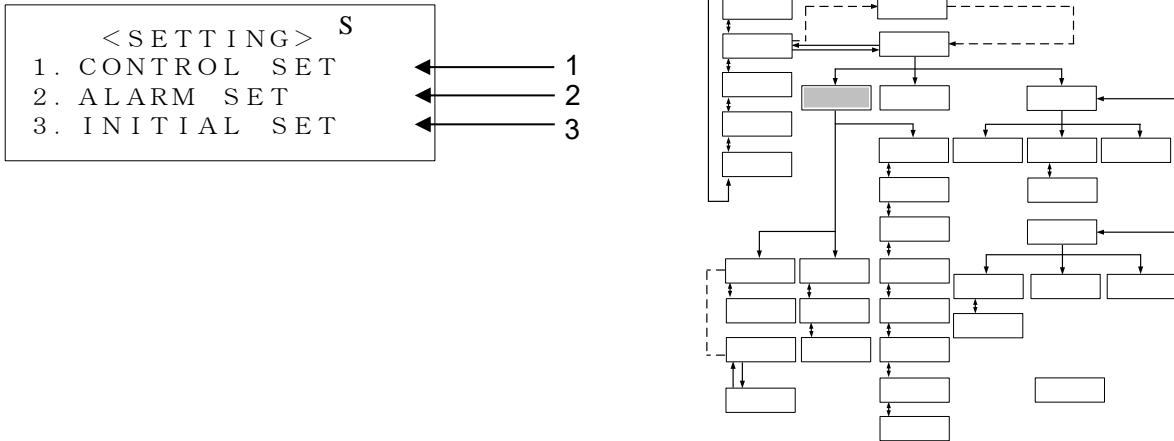 <SETTING> S
1. CONTROL SET
2. ALARM SET
3. INITIAL SET
1
2
3